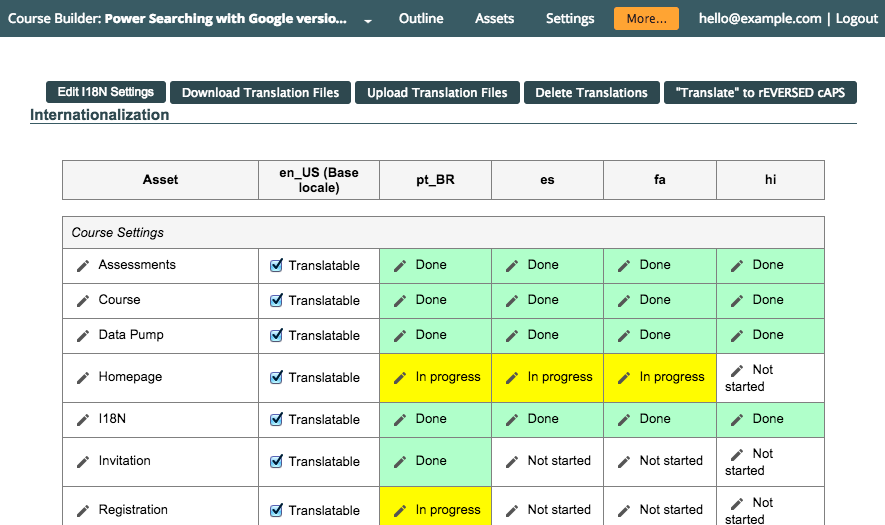 Course Builder: Power Searching with Google versio... Outline Assets Settings More... hello@example.com | Logout
Edit I18N Settings Download Translation Files Upload Translation Files Delete Translations "Translate" to rEVERSED cAPS
Internationalization
Asset en_US (Base locale) pt_BR es fa hi
Course Settings
Assessments Translatable Done Done Done Done
Course Translatable Done Done Done Done
Data Pump Translatable Done Done Done Done
Homepage Translatable In progress In progress In progress Not started
I18N Translatable Done Done Done Done
Invitation Translatable Done Not started Not started Not started
Registration Translatable In progress Not started Not started Not started